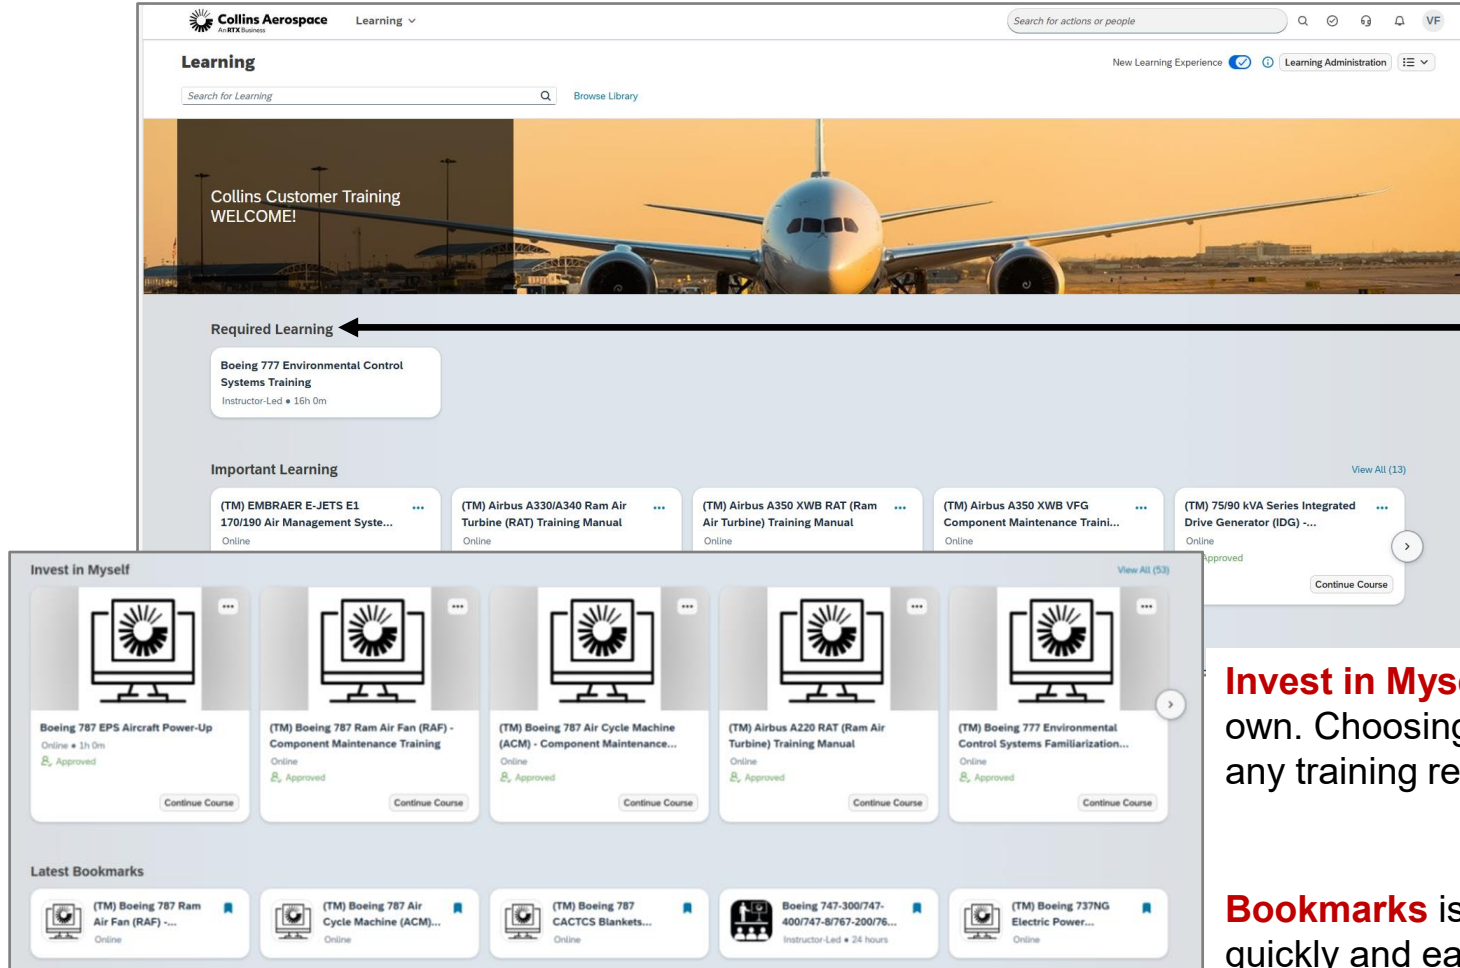 Collins Aerospace
An RTX Business
Learning
Search for actions or people
VF
Learning
New Learning Experience
Learning Administration
Search for Learning
Browse Library
Collins Customer Training
WELCOME!
Required Learning
Boeing 777 Environmental Control
Systems Training
Instructor-Led • 16h 0m
Important Learning
View All (13)
(TM) EMBRAER E-JETS E1
170/190 Air Management Syste...
Online
(TM) Airbus A330/A340 Ram Air
Turbine (RAT) Training Manual
Online
(TM) Airbus A350 XWB RAT (Ram
Air Turbine) Training Manual
Online
(TM) Airbus A350 XWB VFG
Component Maintenance Traini...
Online
(TM) 75/90 kVA Series Integrated
Drive Generator (IDG) -...
Online
Approved
Continue Course
Invest in Myself
View All (53)
Boeing 787 EPS Aircraft Power-Up
Online • 1h 0m
Approved
Continue Course
(TM) Boeing 787 Ram Air Fan (RAF) -
Component Maintenance Training
Online
Approved
Continue Course
(TM) Boeing 787 Air Cycle Machine
(ACM) - Component Maintenance...
Online
Approved
Continue Course
(TM) Airbus A220 RAT (Ram Air
Turbine) Training Manual
Online
Approved
Continue Course
(TM) Boeing 777 Environmental
Control Systems Familiarization...
Online
Approved
Continue Course
Latest Bookmarks
(TM) Boeing 787 Ram
Air Fan (RAF) -...
Online
(TM) Boeing 787 Air
Cycle Machine (ACM)...
Online
(TM) Boeing 787
CACTCS Blankets...
Online
Boeing 747-300/747-
400/747-8/767-200/76...
Instructor-Led • 24 hours
(TM) Boeing 737NG
Electric Power...
Online
Invest in Mys
own. Choosing
any training re
Bookmarks is
quickly and ea